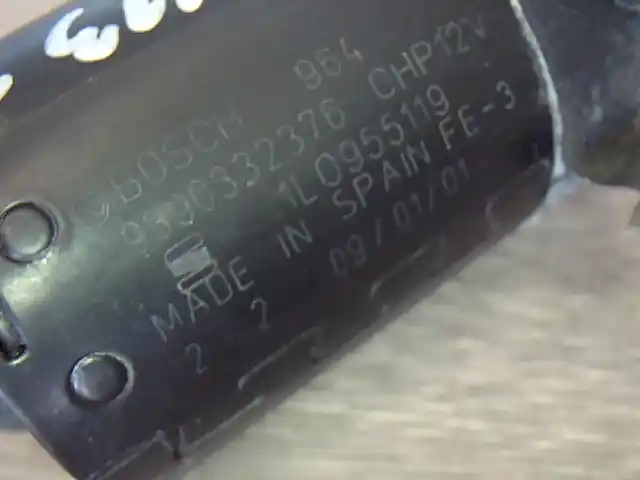 BOSCH 964
9390332376 CHP12V
1L0955119
MADE IN SPAIN FE-3
2 2 09/01/01